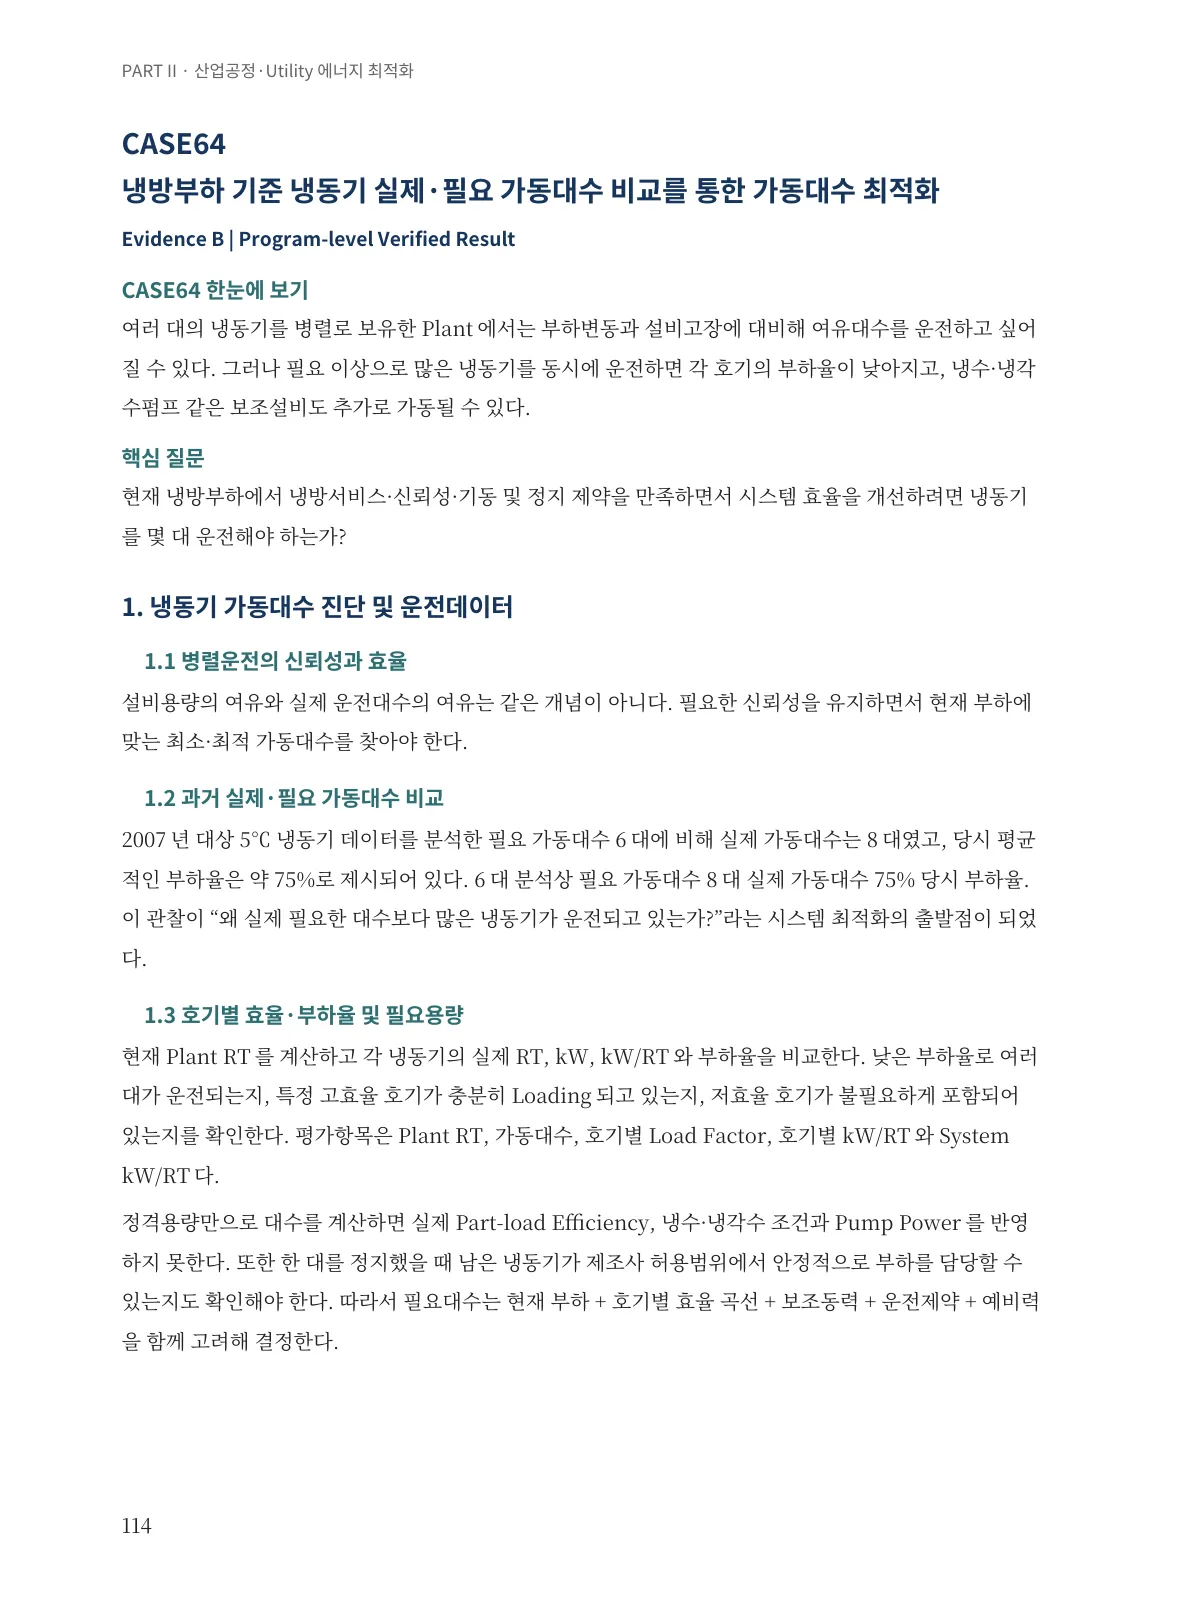 PART II · 산업공정·Utility 에너지 최적화
CASE64
냉방부하 기준 냉동기 실제·필요 가동대수 비교를 통한 가동대수 최적화
Evidence B | Program-level Verified Result
CASE64 한눈에 보기
여러 대의 냉동기를 병렬로 보유한 Plant 에서는 부하변동과 설비고장에 대비해 여유대수를 운전하고 싶어
질 수 있다. 그러나 필요 이상으로 많은 냉동기를 동시에 운전하면 각 호기의 부하율이 낮아지고, 냉수·냉각
수펌프 같은 보조설비도 추가로 가동될 수 있다.
핵심 질문
현재 냉방부하에서 냉방서비스·신뢰성·기동 및 정지 제약을 만족하면서 시스템 효율을 개선하려면 냉동기
를 몇 대 운전해야 하는가?
1. 냉동기 가동대수 진단 및 운전데이터
1.1 병렬운전의 신뢰성과 효율
설비용량의 여유와 실제 운전대수의 여유는 같은 개념이 아니다. 필요한 신뢰성을 유지하면서 현재 부하에
맞는 최소·최적 가동대수를 찾아야 한다.
1.2 과거 실제·필요 가동대수 비교
2007 년 대상 5℃ 냉동기 데이터를 분석한 필요 가동대수 6 대에 비해 실제 가동대수는 8 대였고, 당시 평균
적인 부하율은 약 75%로 제시되어 있다. 6 대 분석상 필요 가동대수 8 대 실제 가동대수 75% 당시 부하율.
이 관찰이 “왜 실제 필요한 대수보다 많은 냉동기가 운전되고 있는가?”라는 시스템 최적화의 출발점이 되었
다.
1.3 호기별 효율·부하율 및 필요용량
현재 Plant RT 를 계산하고 각 냉동기의 실제 RT, kW, kW/RT 와 부하율을 비교한다. 낮은 부하율로 여러
대가 운전되는지, 특정 고효율 호기가 충분히 Loading 되고 있는지, 저효율 호기가 불필요하게 포함되어
있는지를 확인한다. 평가항목은 Plant RT, 가동대수, 호기별 Load Factor, 호기별 kW/RT 와 System
kW/RT 다.
정격용량만으로 대수를 계산하면 실제 Part-load Efficiency, 냉수·냉각수 조건과 Pump Power 를 반영
하지 못한다. 또한 한 대를 정지했을 때 남은 냉동기가 제조사 허용범위에서 안정적으로 부하를 담당할 수
있는지도 확인해야 한다. 따라서 필요대수는 현재 부하 + 호기별 효율 곡선 + 보조동력 + 운전제약 + 예비력
을 함께 고려해 결정한다.
114